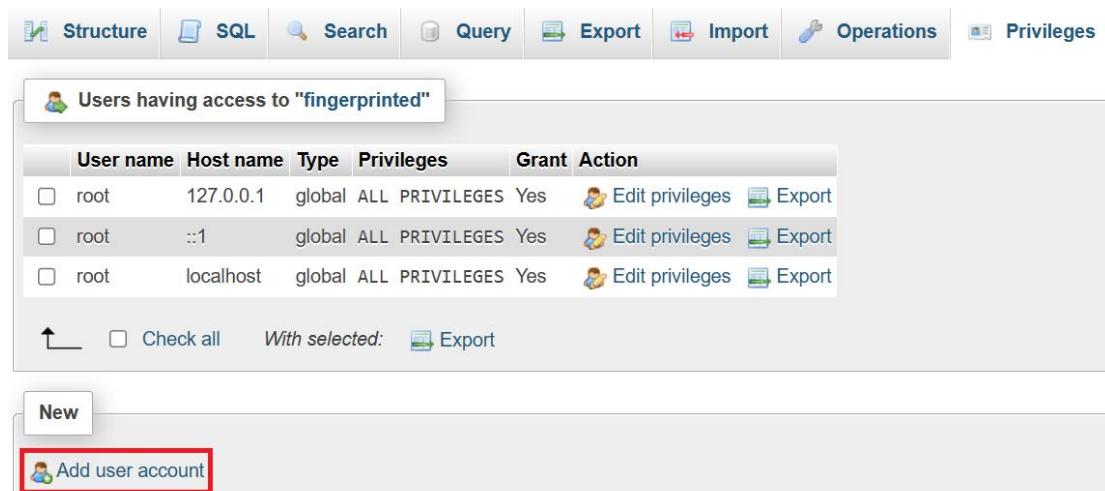 Structure SQL Search Query Export Import Operations Privileges
Users having access to "fingerprinted"
User name Host name Type Privileges Grant Action
root 127.0.0.1 global ALL PRIVILEGES Yes Edit privileges Export
root ::1 global ALL PRIVILEGES Yes Edit privileges Export
root localhost global ALL PRIVILEGES Yes Edit privileges Export
Check all With selected: Export
New
Add user account